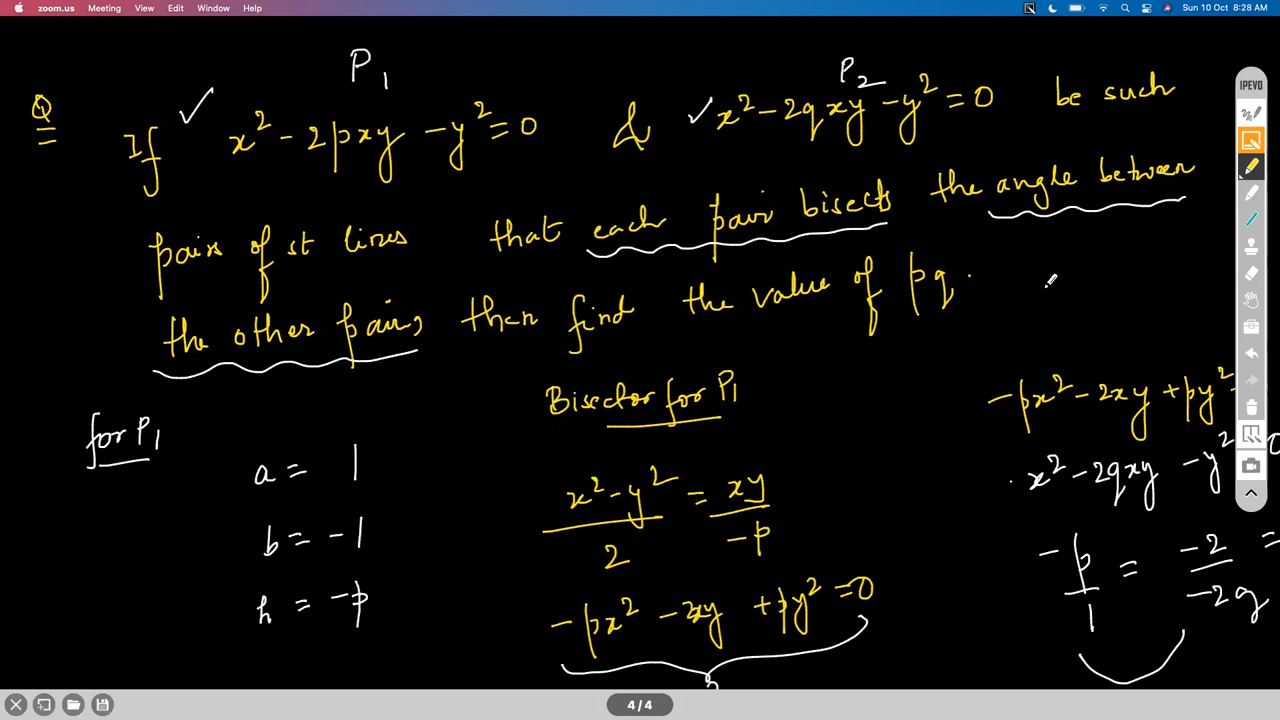 zoom.us Meeting View Edit Window Help Sun 10 Oct 8:28 AM
P1 P2
Q If x² - 2pxy - y² = 0 & x² - 2qxy - y² = 0 be such
pairs of st lines that each pair bisects the angle between
the other pair, then find the value of pq.
IPEVO
for P1
a = 1
b = -1
h = -p
Bisector for P1
x² - y² / 2 = xy / -p
-px² - 2xy + py² = 0
-px² - 2xy + py²
x² - 2qxy - y² 0
-p / 1 = -2 / -2q =
4/4